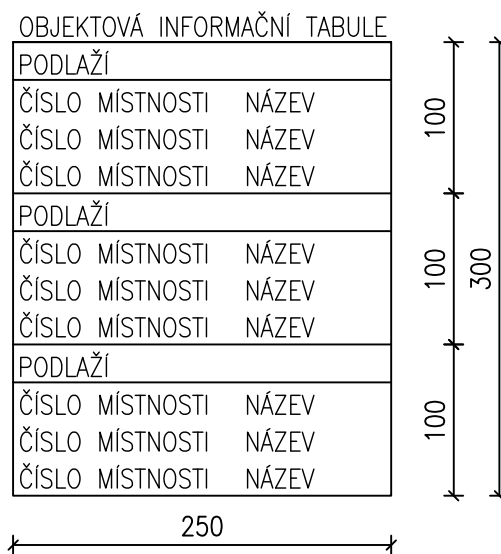 OBJEKTOVÁ INFORMAČNÍ TABULE
PODLAŽÍ
ČÍSLO MÍSTNOSTI NÁZEV
ČÍSLO MÍSTNOSTI NÁZEV
ČÍSLO MÍSTNOSTI NÁZEV
PODLAŽÍ
ČÍSLO MÍSTNOSTI NÁZEV
ČÍSLO MÍSTNOSTI NÁZEV
ČÍSLO MÍSTNOSTI NÁZEV
PODLAŽÍ
ČÍSLO MÍSTNOSTI NÁZEV
ČÍSLO MÍSTNOSTI NÁZEV
ČÍSLO MÍSTNOSTI NÁZEV
100
100
100
300
250